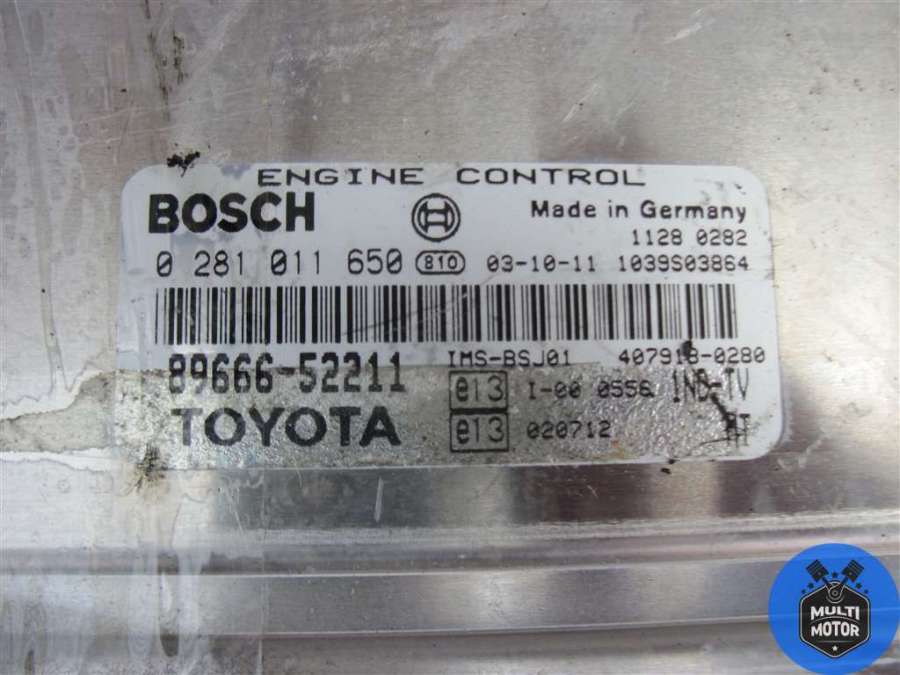 ENGINE CONTROL
BOSCH Made in Germany
1128 0282
0 281 011 650 810 03-10-11 1039S03864
89666-52211 IMS-BSJ01 407918-0280
e13 I-00 0556 1ND-TV
TOYOTA e13 020712
MULTI
MOTOR